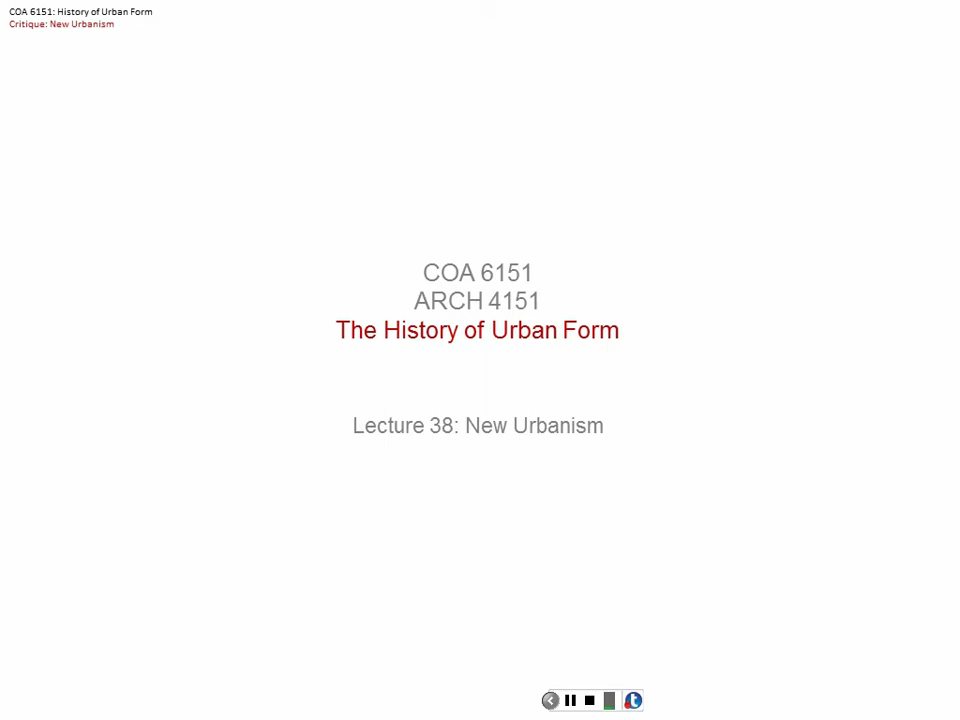 COA 6151: History of Urban Form
Critique: New Urbanism
COA 6151
ARCH 4151
The History of Urban Form
Lecture 38: New Urbanism
t